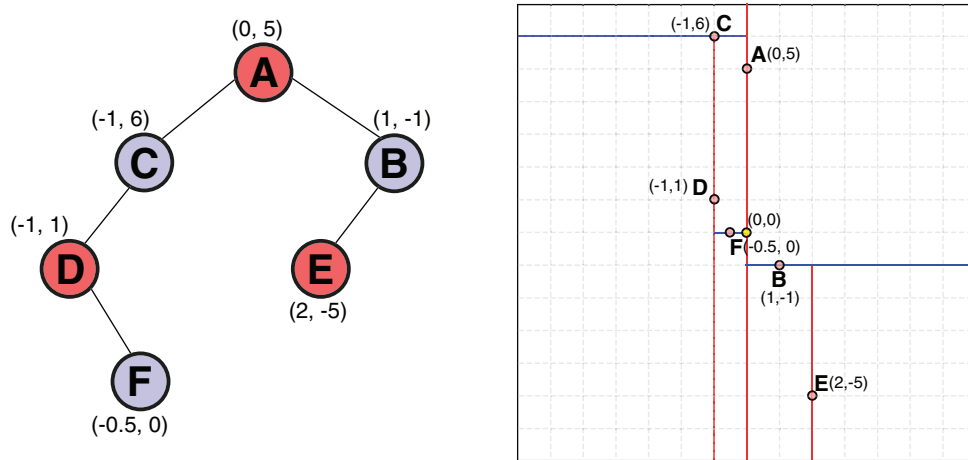 (0, 5)
A
(-1, 6)
C
(1, -1)
B
(-1, 1)
D
E
(2, -5)
F
(-0.5, 0)
(-1,6) C
A(0,5)
(-1,1) D
(0,0)
F(-0.5, 0)
B
(1,-1)
E(2,-5)